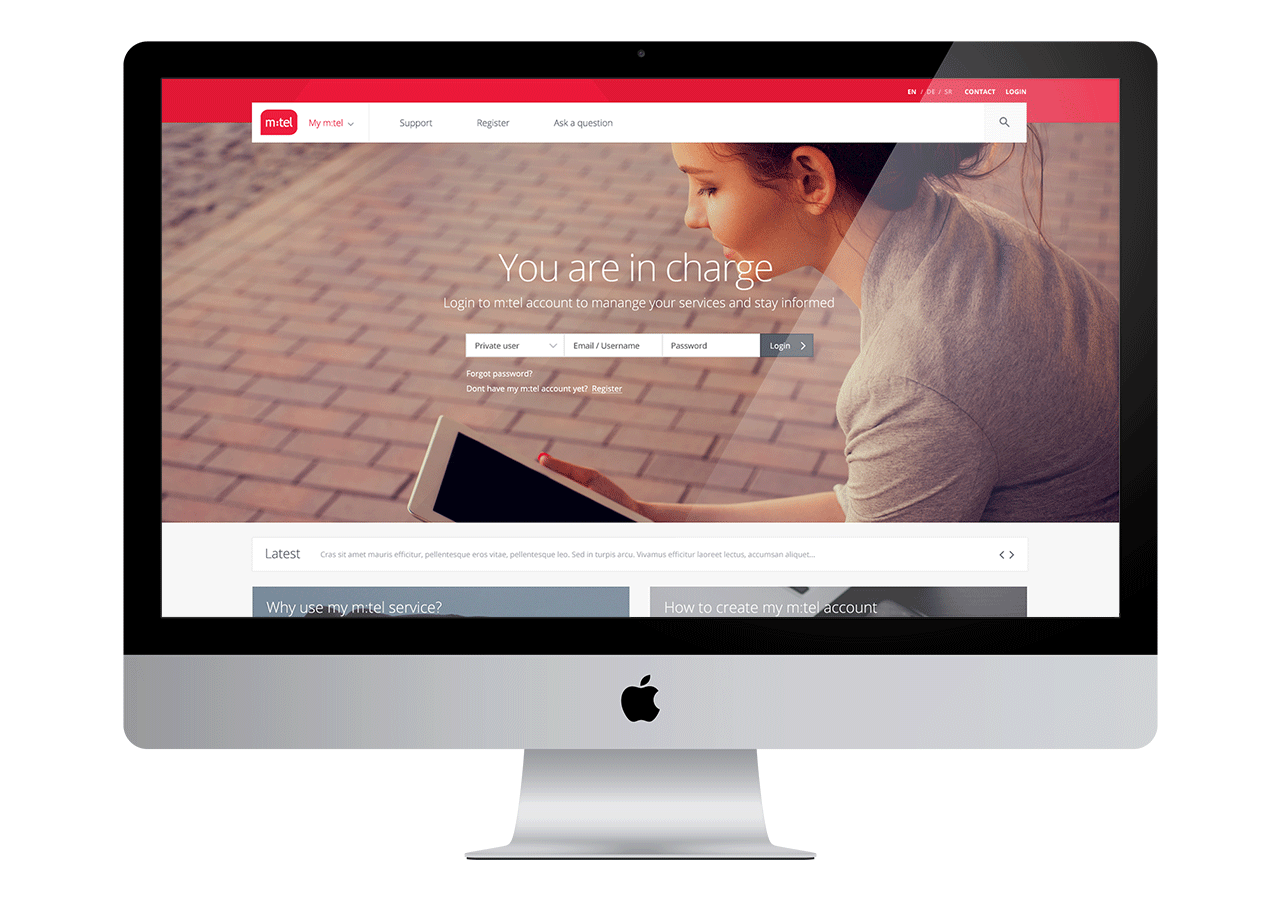 EN / DE / SR CONTACT LOGIN
m:tel My m:tel Support Register Ask a question
You are in charge
Login to m:tel account to manange your services and stay informed
Private user Email / Username Password Login
Forgot password?
Dont have my m:tel account yet? Register
Latest Cras sit amet mauris efficitur, pellentesque eros vitae, pellentesque leo. Sed in turpis arcu. Vivamus efficitur laoreet lectus, accumsan aliquet...
Why use my m:tel service? How to create my m:tel account